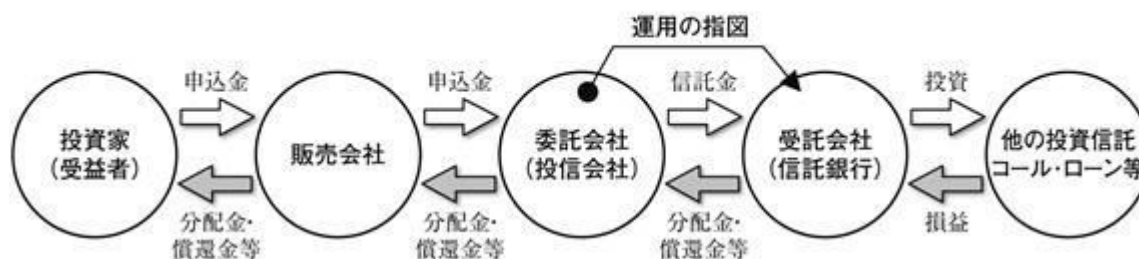 運用の指図
申込金
申込金
信託金
投資
投資家
(受益者)
販売会社
委託会社
(投信会社)
受託会社
(信託銀行)
他の投資信託
コール・ローン等
分配金・
償還金等
分配金・
償還金等
分配金・
償還金等
損益